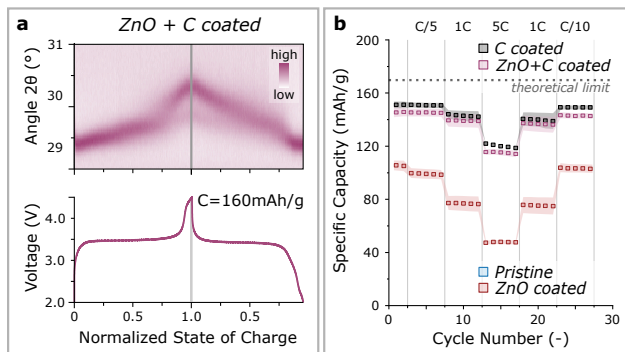 a
ZnO + C coated
31
30
29
Angle 2θ (°)
high
low
C=160mAh/g
4.0
3.0
2.0
Voltage (V)
0.5 1.0 0.5
Normalized State of Charge
b
C/5 1C 5C 1C C/10
200
160
120
80
40
0
Specific Capacity (mAh/g)
C coated
ZnO+C coated
theoretical limit
Pristine
ZnO coated
0 10 20 30
Cycle Number (-)